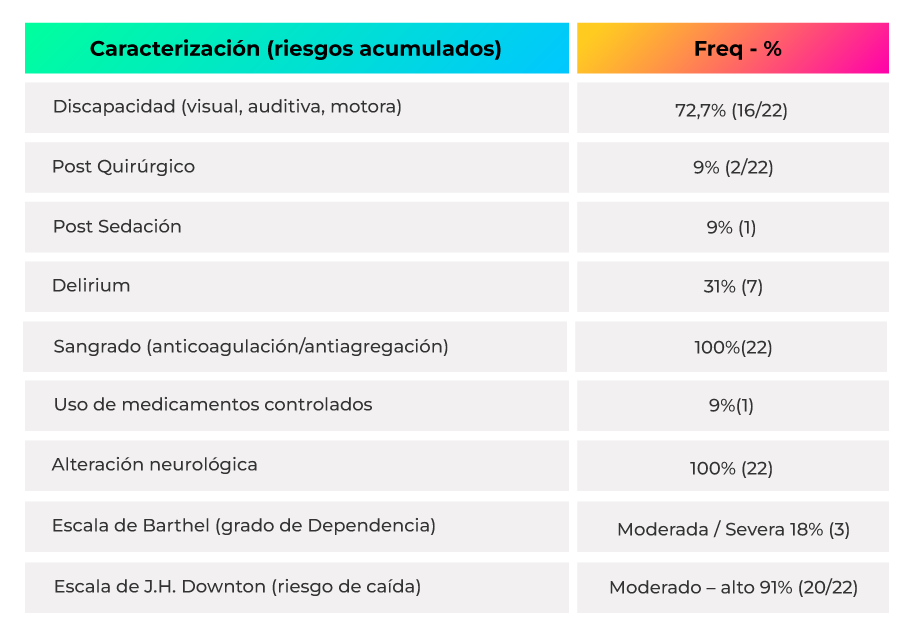 Caracterización (riesgos acumulados) Freq - %
Discapacidad (visual, auditiva, motora) 72,7% (16/22)
Post Quirúrgico 9% (2/22)
Post Sedación 9% (1)
Delirium 31% (7)
Sangrado (anticoagulación/antiagregación) 100%(22)
Uso de medicamentos controlados 9%(1)
Alteración neurológica 100% (22)
Escala de Barthel (grado de Dependencia) Moderada / Severa 18% (3)
Escala de J.H. Downton (riesgo de caída) Moderado – alto 91% (20/22)